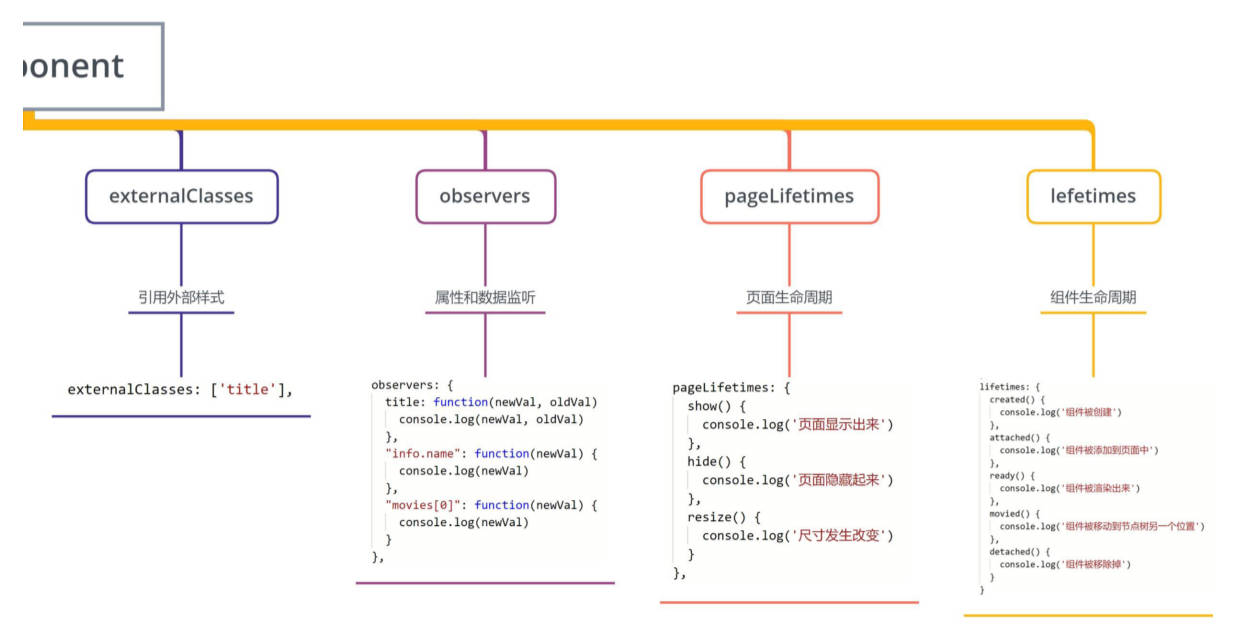 ponent
externalClasses
observers
pageLifetimes
lefetimes
引用外部样式
属性和数据监听
页面生命周期
组件生命周期
externalClasses: ['title'],
observers: {
title: function(newVal, oldVal)
console.log(newVal, oldVal)
},
"info.name": function(newVal) {
console.log(newVal)
},
"movies[0]": function(newVal) {
console.log(newVal)
}
},
pageLifetimes: {
show() {
console.log('页面显示出来')
},
hide() {
console.log('页面隐藏起来')
},
resize() {
console.log('尺寸发生改变')
}
},
lifetimes: {
created() {
console.log('组件被创建')
},
attached() {
console.log('组件被添加到页面中')
},
ready() {
console.log('组件被渲染出来')
},
movied() {
console.log('组件被移动到节点树另一个位置')
},
detached() {
console.log('组件被移除掉')
}
}